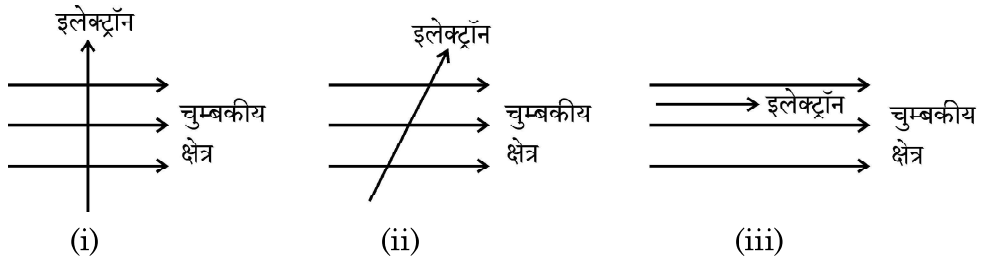 इलेक्ट्रॉन
चुम्बकीय
क्षेत्र
(i)
इलेक्ट्रॉन
चुम्बकीय
क्षेत्र
(ii)
इलेक्ट्रॉन
चुम्बकीय
क्षेत्र
(iii)